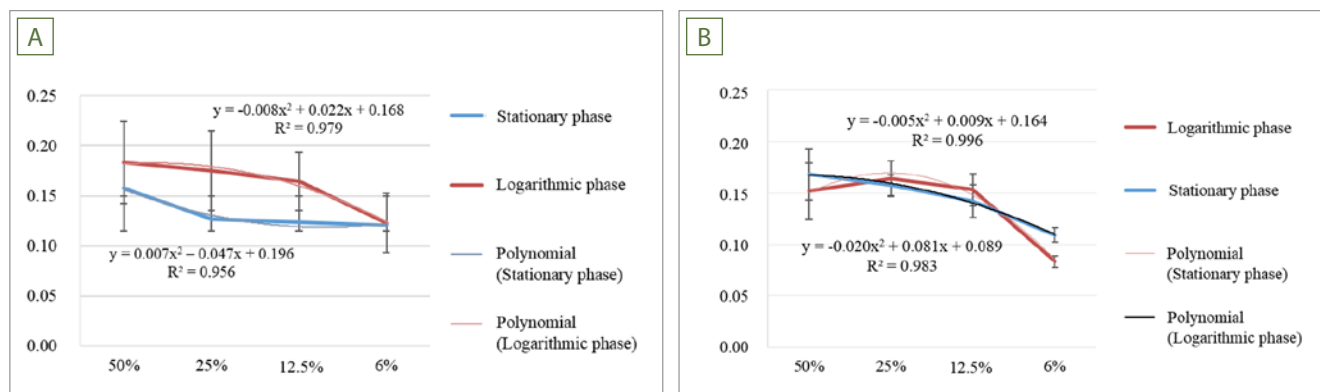 A
0.25
0.20
0.15
0.10
0.05
0.00
y = -0.008x² + 0.022x + 0.168
R² = 0.979
y = 0.007x² – 0.047x + 0.196
R² = 0.956
50%
25%
12.5%
6%
Stationary phase
Logarithmic phase
Polynomial
(Stationary phase)
Polynomial
(Logarithmic phase)
B
0.25
0.20
0.15
0.10
0.05
0.00
y = -0.005x² + 0.009x + 0.164
R² = 0.996
y = -0.020x² + 0.081x + 0.089
R² = 0.983
50%
25%
12.5%
6%
Logarithmic phase
Stationary phase
Polynomial
(Stationary phase)
Polynomial
(Logarithmic phase)